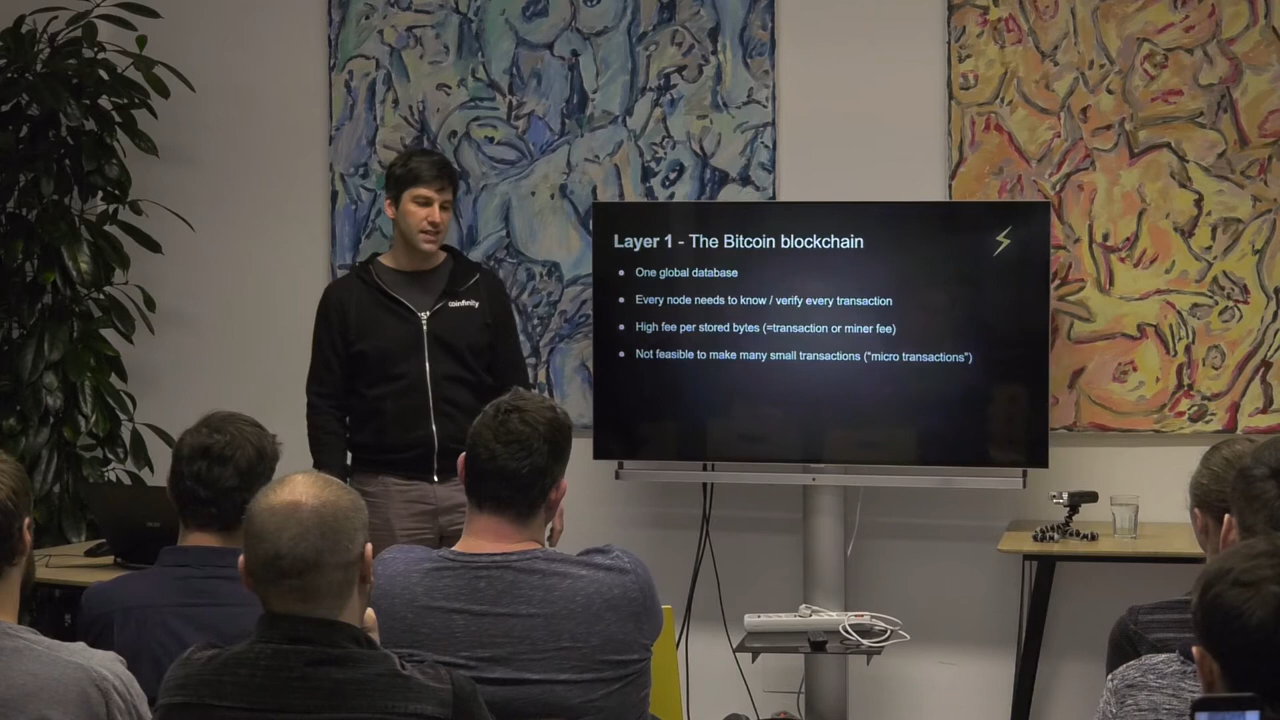 coinfinity
Layer 1 - The Bitcoin blockchain
One global database
Every node needs to know / verify every transaction
High fee per stored bytes (=transaction or miner fee)
Not feasible to make many small transactions ("micro transactions")